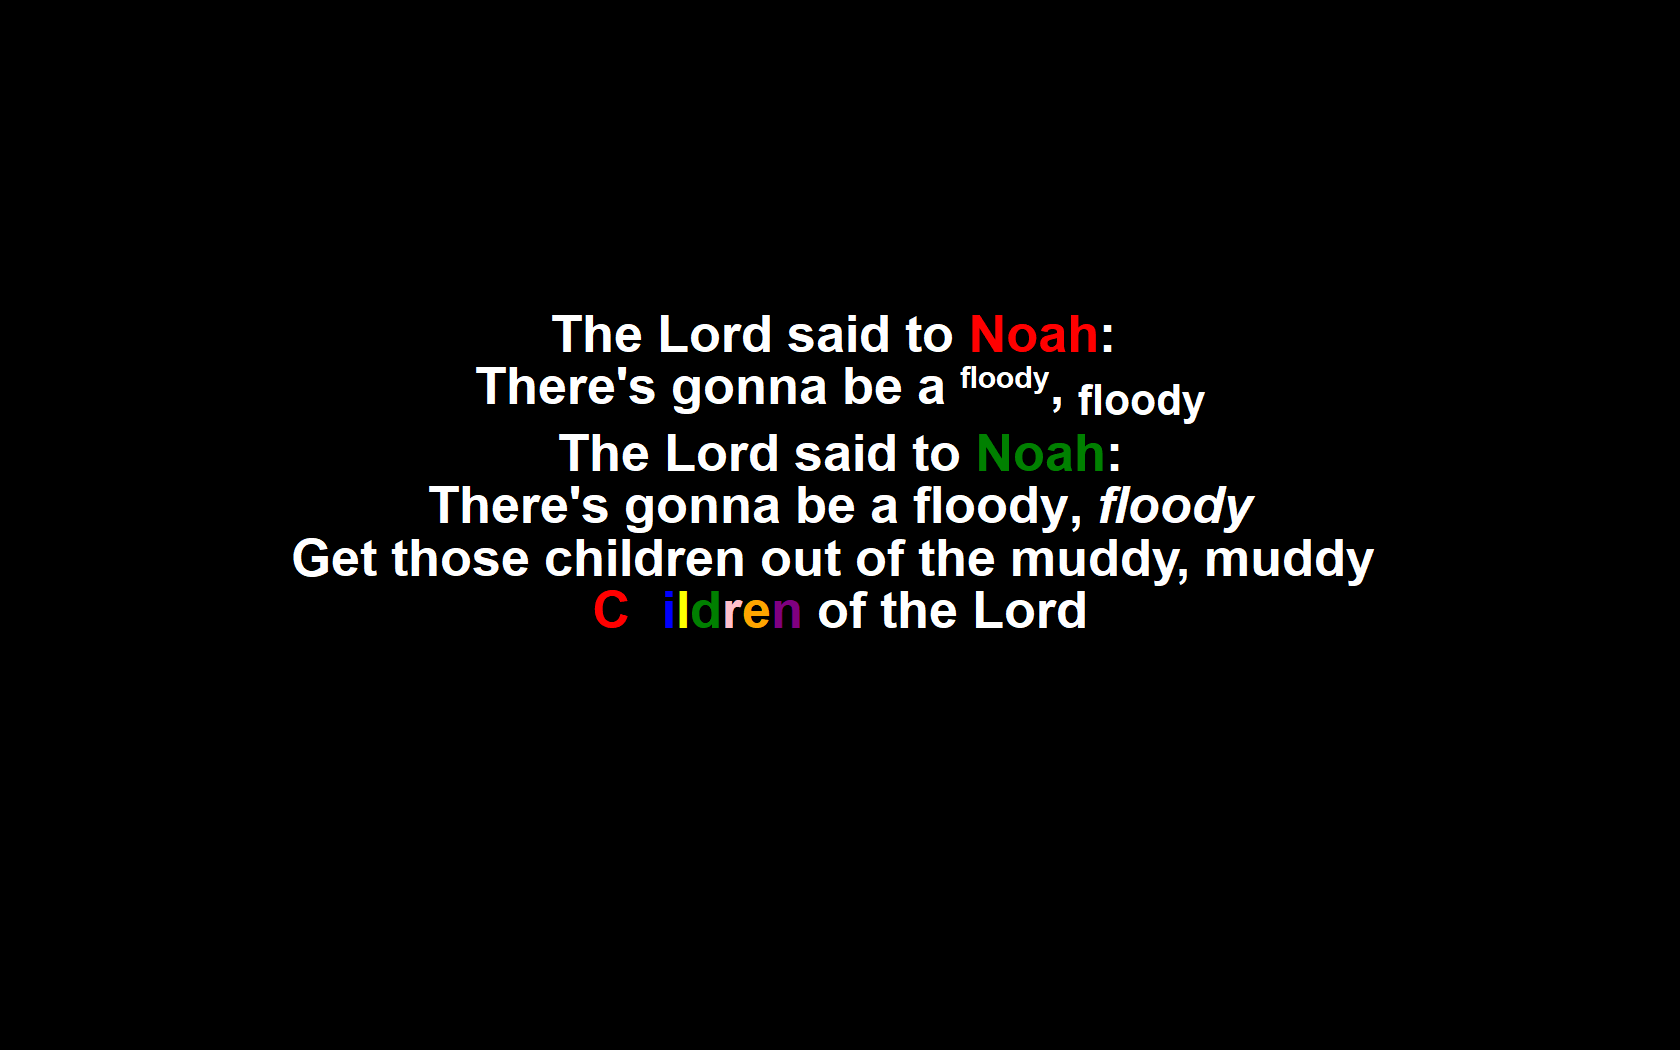 The Lord said to Noah:
There's gonna be a floody, floody
The Lord said to Noah:
There's gonna be a floody, floody
Get those children out of the muddy, muddy
C ildren of the Lord